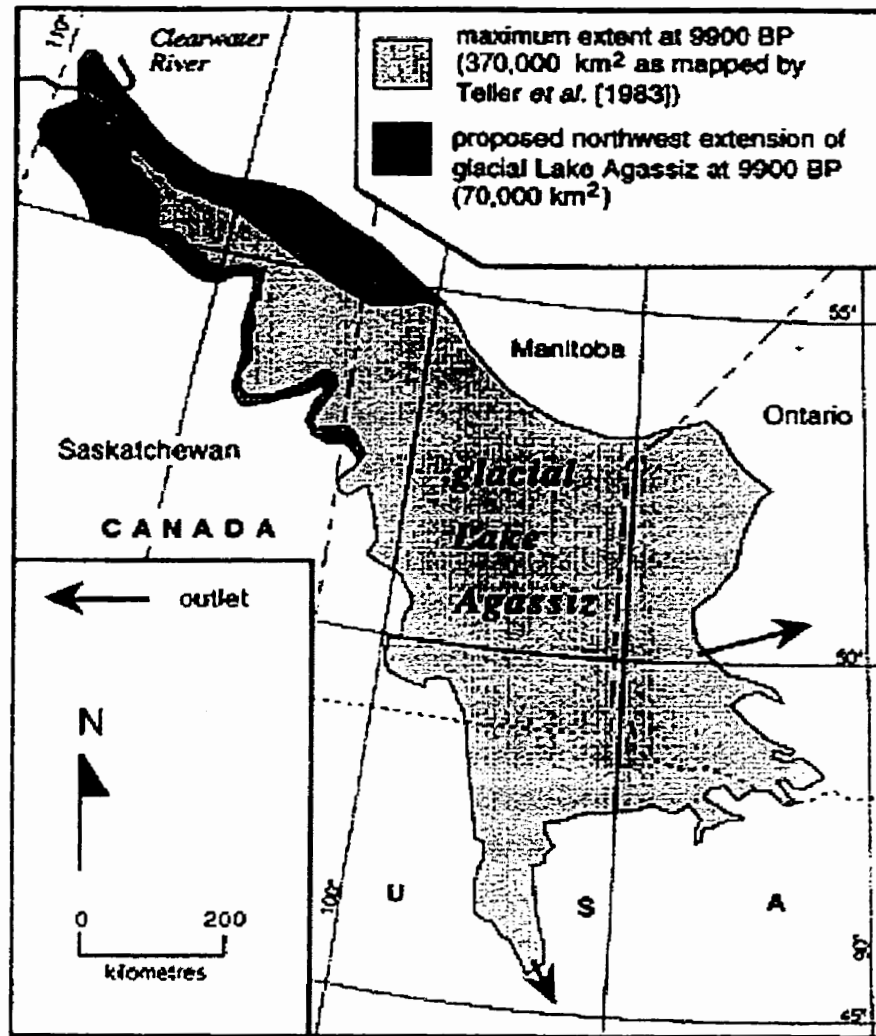 110°
Clearwater
River
maximum extent at 9900 BP
(370,000 km² as mapped by
Teller et al. [1983])
proposed northwest extension of
glacial Lake Agassiz at 9900 BP
(70,000 km²)
55°
Manitoba
Ontario
Saskatchewan
glacial
Lake
Agassiz
CANADA
outlet
50°
N
0 200
kilometres
100°
U S A
90°
45°